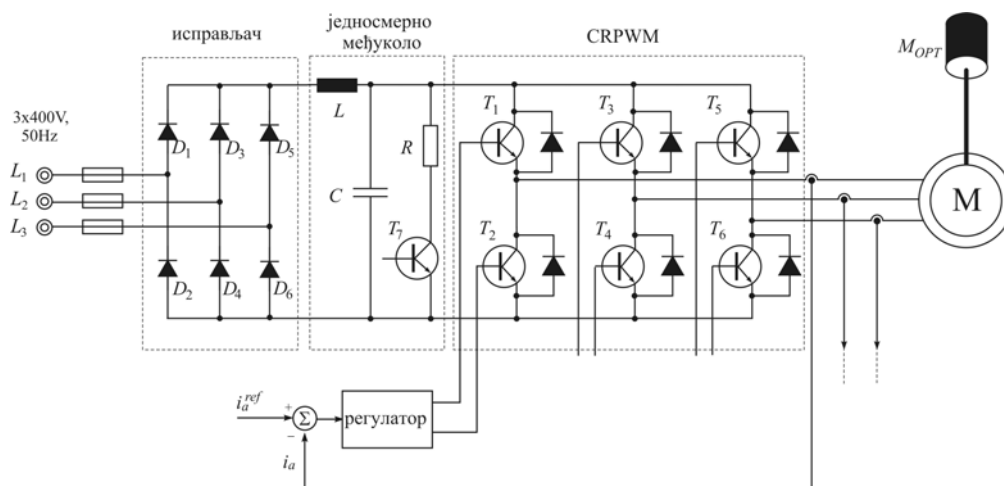 једносмерно
међуколо
исправљач
CRPWM
M_OPT
3x400V,
50Hz
L₁
L₂
L₃
D₁
D₃
D₅
D₂
D₄
D₆
L
C
R
T₇
T₁
T₃
T₅
T₂
T₄
T₆
M
i_a^ref
+
Σ
−
i_a
регулатор